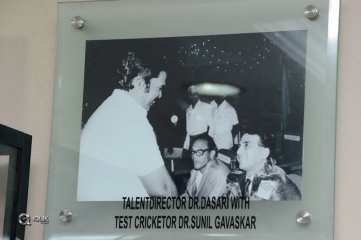 TALENTDIRECTOR DR.DASARI WITH
TEST CRICKETOR DR.SUNIL GAVASKAR